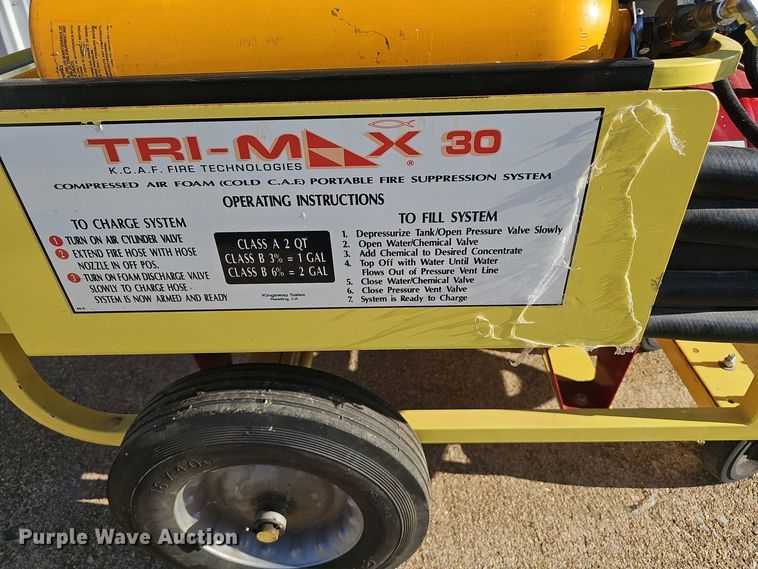 TRI-MAX 30
®
K.C.A.F. FIRE TECHNOLOGIES
COMPRESSED AIR FOAM (COLD C.A.F.) PORTABLE FIRE SUPPRESSION SYSTEM
OPERATING INSTRUCTIONS
TO CHARGE SYSTEM
1 TURN ON AIR CYLINDER VALVE
2 EXTEND FIRE HOSE WITH HOSE
NOZZLE IN OFF POS.
3 TURN ON FOAM DISCHARGE VALVE
SLOWLY TO CHARGE HOSE
SYSTEM IS NOW ARMED AND READY
CLASS A 2 QT
CLASS B 3% = 1 GAL
CLASS B 6% = 2 GAL
Kingsway Sales
Redding, CA
TO FILL SYSTEM
1. Depressurize Tank/Open Pressure Valve Slowly
2. Open Water/Chemical Valve
3. Add Chemical to Desired Concentrate
4. Top Off with Water Until Water
Flows Out of Pressure Vent Line
5. Close Water/Chemical Valve
6. Close Pressure Vent Valve
7. System is Ready to Charge
16X4.00
Purple Wave Auction